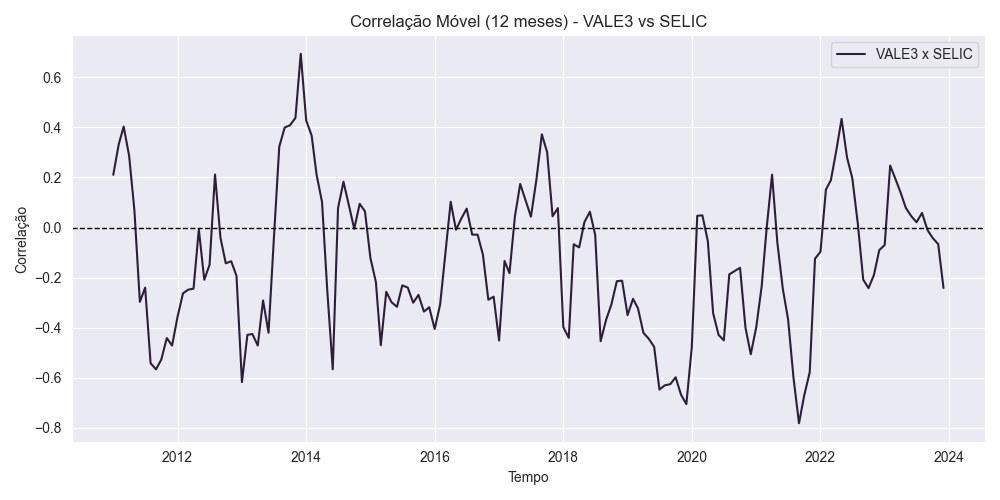 Correlação Móvel (12 meses) - VALE3 vs SELIC
VALE3 x SELIC
Correlação
0.6
0.4
0.2
0.0
−0.2
−0.4
−0.6
−0.8
2012 2014 2016 2018 2020 2022 2024
Tempo